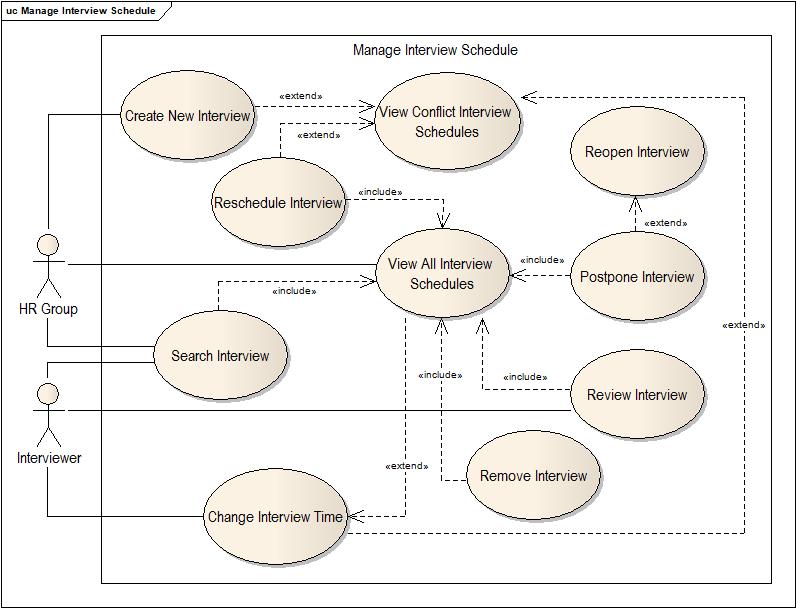 uc Manage Interview Schedule
Manage Interview Schedule
Create New Interview
«extend»
View Conflict Interview
Schedules
«extend»
Reopen Interview
Reschedule Interview
«include»
«extend»
HR Group
View All Interview
Schedules
«include»
Postpone Interview
«include»
«extend»
Search Interview
«include»
«include»
Review Interview
Interviewer
«extend»
Remove Interview
Change Interview Time